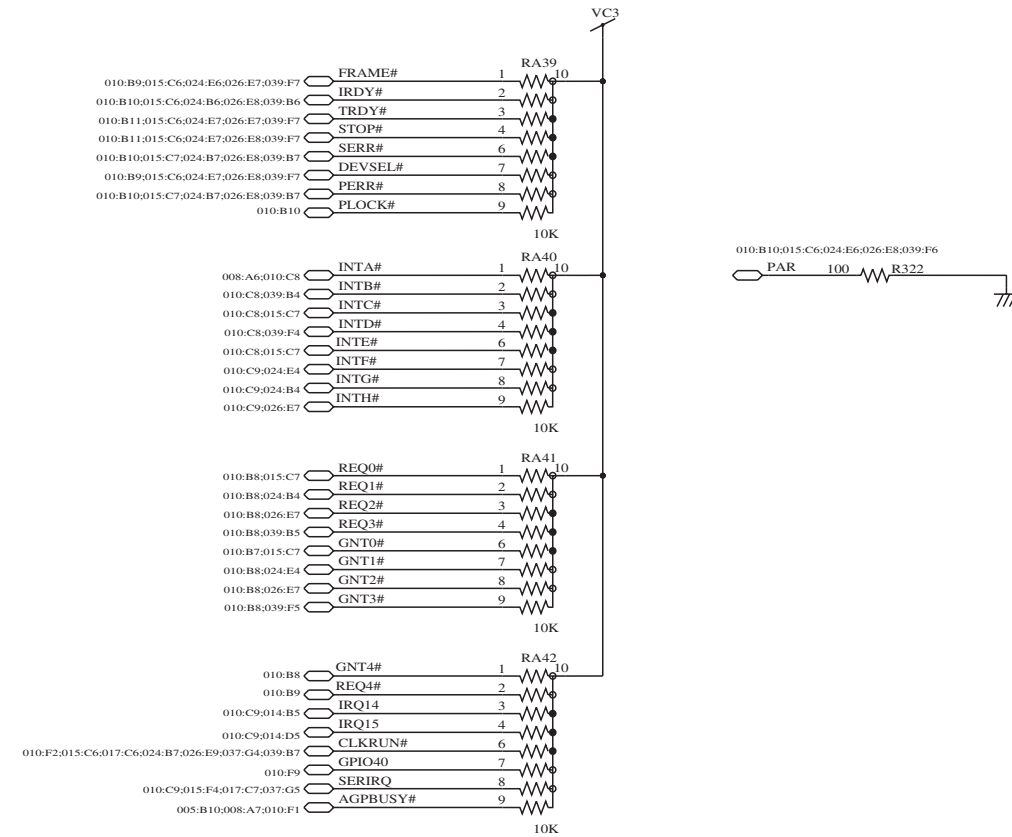 VC3
RA39
010:B9;015:C6;024:E6;026:E7;039:F7 FRAME# 1 10
010:B10;015:C6;024:B6;026:E8;039:B6 IRDY# 2
010:B11;015:C6;024:E7;026:E7;039:F7 TRDY# 3
010:B11;015:C6;024:E7;026:E8;039:F7 STOP# 4
010:B10;015:C7;024:B7;026:E8;039:B7 SERR# 6
010:B9;015:C6;024:E7;026:E8;039:F7 DEVSEL# 7
010:B10;015:C7;024:B7;026:E8;039:B7 PERR# 8
010:B10 PLOCK# 9
10K
010:B10;015:C6;024:E6;026:E8;039:F6
PAR 100 R322
RA40
008:A6;010:C8 INTA# 1 10
010:C8;039:B4 INTB# 2
010:C8;015:C7 INTC# 3
010:C8;039:F4 INTD# 4
010:C8;015:C7 INTE# 6
010:C9;024:E4 INTF# 7
010:C9;024:B4 INTG# 8
010:C9;026:E7 INTH# 9
10K
RA41
010:B8;015:C7 REQ0# 1 10
010:B8;024:B4 REQ1# 2
010:B8;026:E7 REQ2# 3
010:B8;039:B5 REQ3# 4
010:B7;015:C7 GNT0# 6
010:B8;024:E4 GNT1# 7
010:B8;026:E7 GNT2# 8
010:B8;039:F5 GNT3# 9
10K
RA42
010:B8 GNT4# 1 10
010:B9 REQ4# 2
010:C9;014:B5 IRQ14 3
010:C9;014:D5 IRQ15 4
010:F2;015:C6;017:C6;024:B7;026:E9;037:G4;039:B7 CLKRUN# 6
010:F9 GPIO40 7
010:C9;015:F4;017:C7;037:G5 SERIRQ 8
005:B10;008:A7;010:F1 AGPBUSY# 9
10K